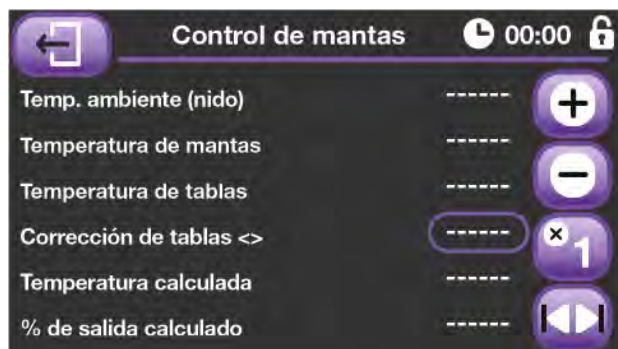 Control de mantas 00:00
Temp. ambiente (nido) ------
Temperatura de mantas ------
Temperatura de tablas ------
Corrección de tablas <> ------
Temperatura calculada ------
% de salida calculado ------
+
−
×1